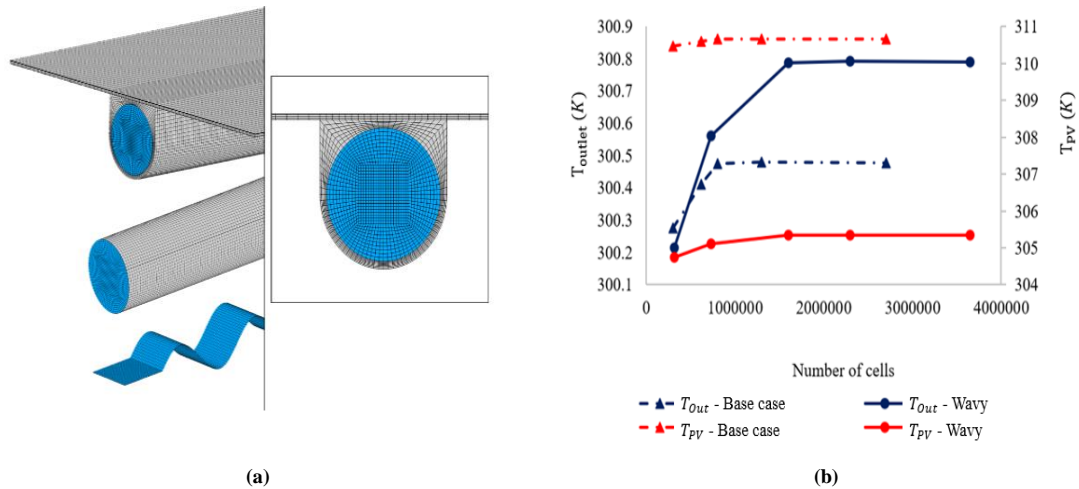 300.9
300.8
300.7
300.6
300.5
300.4
300.3
300.2
300.1
T_outlet (K)
311
310
309
308
307
306
305
304
T_PV (K)
0 1000000 2000000 3000000 4000000
Number of cells
T_Out - Base case T_Out - Wavy
T_PV - Base case T_PV - Wavy
(a) (b)